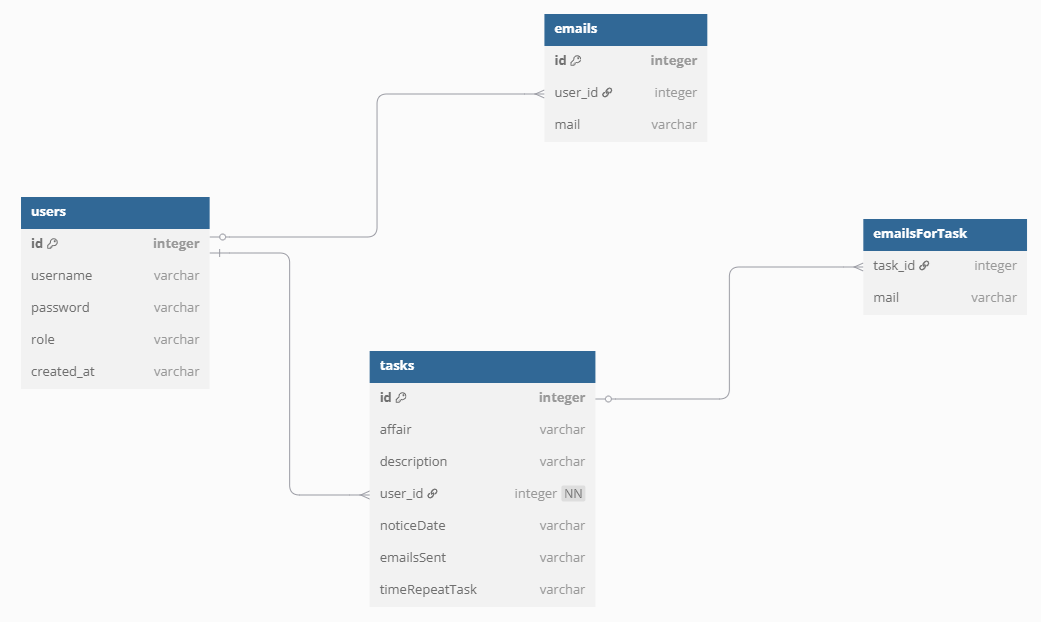 emails
id integer
user_id integer
mail varchar
users
id integer
username varchar
password varchar
role varchar
created_at varchar
emailsForTask
task_id integer
mail varchar
tasks
id integer
affair varchar
description varchar
user_id integer NN
noticeDate varchar
emailsSent varchar
timeRepeatTask varchar